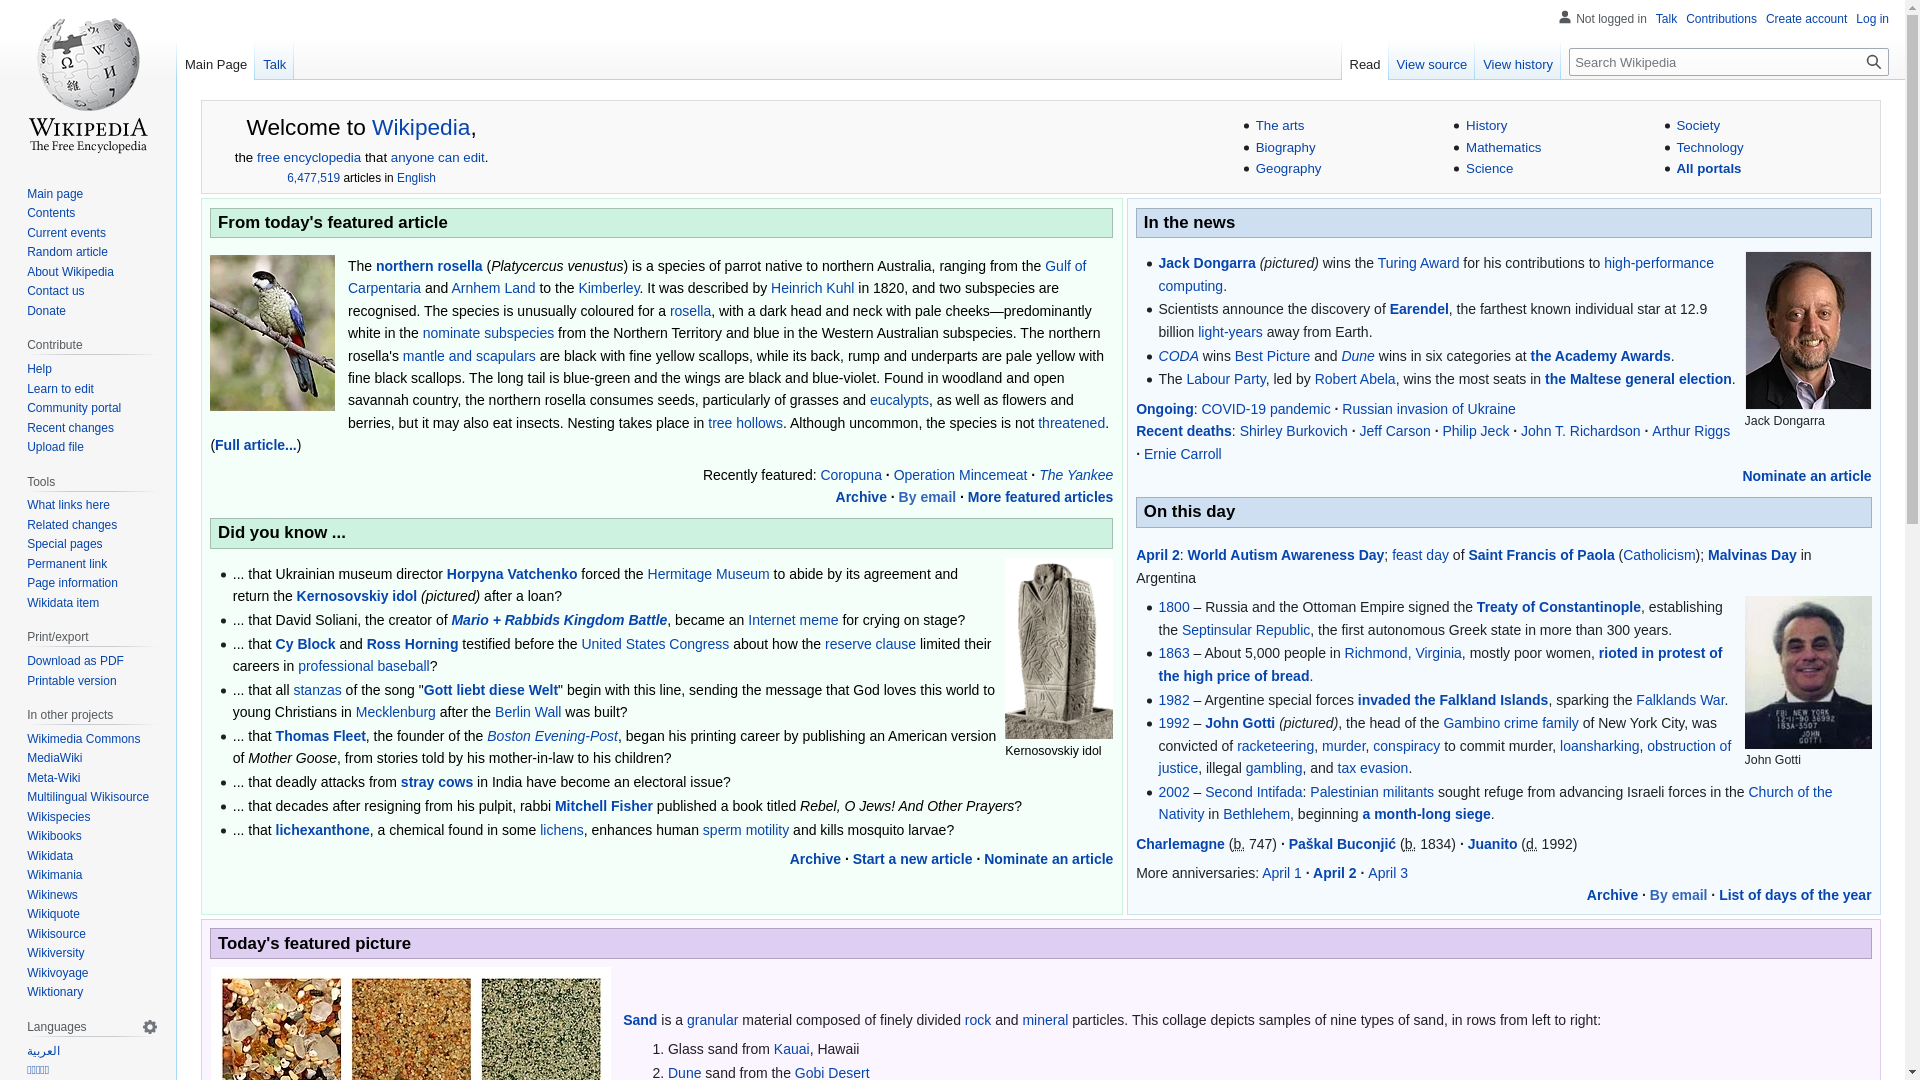 WIKIPEDIA
The Free Encyclopedia
Main page
Contents
Current events
Random article
About Wikipedia
Contact us
Donate
Contribute
Help
Learn to edit
Community portal
Recent changes
Upload file
Tools
What links here
Related changes
Special pages
Permanent link
Page information
Wikidata item
Print/export
Download as PDF
Printable version
In other projects
Wikimedia Commons
MediaWiki
Meta-Wiki
Multilingual Wikisource
Wikispecies
Wikibooks
Wikidata
Wikimania
Wikinews
Wikiquote
Wikisource
Wikiversity
Wikivoyage
Wiktionary
Languages
العربية
Not logged in Talk Contributions Create account Log in
Main Page Talk
Read View source View history Search Wikipedia
Welcome to Wikipedia,
the free encyclopedia that anyone can edit.
6,477,519 articles in English
• The arts
• Biography
• Geography
• History
• Mathematics
• Science
• Society
• Technology
• All portals
From today's featured article
The northern rosella (Platycercus venustus) is a species of parrot native to northern Australia, ranging from the Gulf of
Carpentaria and Arnhem Land to the Kimberley. It was described by Heinrich Kuhl in 1820, and two subspecies are
recognised. The species is unusually coloured for a rosella, with a dark head and neck with pale cheeks—predominantly
white in the nominate subspecies from the Northern Territory and blue in the Western Australian subspecies. The northern
rosella's mantle and scapulars are black with fine yellow scallops, while its back, rump and underparts are pale yellow with
fine black scallops. The long tail is blue-green and the wings are black and blue-violet. Found in woodland and open
savannah country, the northern rosella consumes seeds, particularly of grasses and eucalypts, as well as flowers and
berries, but it may also eat insects. Nesting takes place in tree hollows. Although uncommon, the species is not threatened.
(Full article...)
Recently featured: Coropuna · Operation Mincemeat · The Yankee
Archive · By email · More featured articles
Did you know ...
• ... that Ukrainian museum director Horpyna Vatchenko forced the Hermitage Museum to abide by its agreement and
return the Kernosovskiy idol (pictured) after a loan?
• ... that David Soliani, the creator of Mario + Rabbids Kingdom Battle, became an Internet meme for crying on stage?
• ... that Cy Block and Ross Horning testified before the United States Congress about how the reserve clause limited their
careers in professional baseball?
• ... that all stanzas of the song "Gott liebt diese Welt" begin with this line, sending the message that God loves this world to
young Christians in Mecklenburg after the Berlin Wall was built?
• ... that Thomas Fleet, the founder of the Boston Evening-Post, began his printing career by publishing an American version
of Mother Goose, from stories told by his mother-in-law to his children?
• ... that deadly attacks from stray cows in India have become an electoral issue?
• ... that decades after resigning from his pulpit, rabbi Mitchell Fisher published a book titled Rebel, O Jews! And Other Prayers?
• ... that lichexanthone, a chemical found in some lichens, enhances human sperm motility and kills mosquito larvae?
Kernosovskiy idol
Archive · Start a new article · Nominate an article
In the news
• Jack Dongarra (pictured) wins the Turing Award for his contributions to high-performance
computing.
• Scientists announce the discovery of Earendel, the farthest known individual star at 12.9
billion light-years away from Earth.
• CODA wins Best Picture and Dune wins in six categories at the Academy Awards.
• The Labour Party, led by Robert Abela, wins the most seats in the Maltese general election.
Jack Dongarra
Ongoing: COVID-19 pandemic · Russian invasion of Ukraine
Recent deaths: Shirley Burkovich · Jeff Carson · Philip Jeck · John T. Richardson · Arthur Riggs
· Ernie Carroll
Nominate an article
On this day
April 2: World Autism Awareness Day; feast day of Saint Francis of Paola (Catholicism); Malvinas Day in
Argentina
• 1800 – Russia and the Ottoman Empire signed the Treaty of Constantinople, establishing
the Septinsular Republic, the first autonomous Greek state in more than 300 years.
• 1863 – About 5,000 people in Richmond, Virginia, mostly poor women, rioted in protest of
the high price of bread.
• 1982 – Argentine special forces invaded the Falkland Islands, sparking the Falklands War.
• 1992 – John Gotti (pictured), the head of the Gambino crime family of New York City, was
convicted of racketeering, murder, conspiracy to commit murder, loansharking, obstruction of
justice, illegal gambling, and tax evasion.
• 2002 – Second Intifada: Palestinian militants sought refuge from advancing Israeli forces in the Church of the
Nativity in Bethlehem, beginning a month-long siege.
FBI NEW YORK
12-11-90 36992
183A-3507
JOHN
GOTTI
John Gotti
Charlemagne (b. 747) · Paškal Buconjić (b. 1834) · Juanito (d. 1992)
More anniversaries: April 1 · April 2 · April 3
Archive · By email · List of days of the year
Today's featured picture
Sand is a granular material composed of finely divided rock and mineral particles. This collage depicts samples of nine types of sand, in rows from left to right:
1. Glass sand from Kauai, Hawaii
2. Dune sand from the Gobi Desert